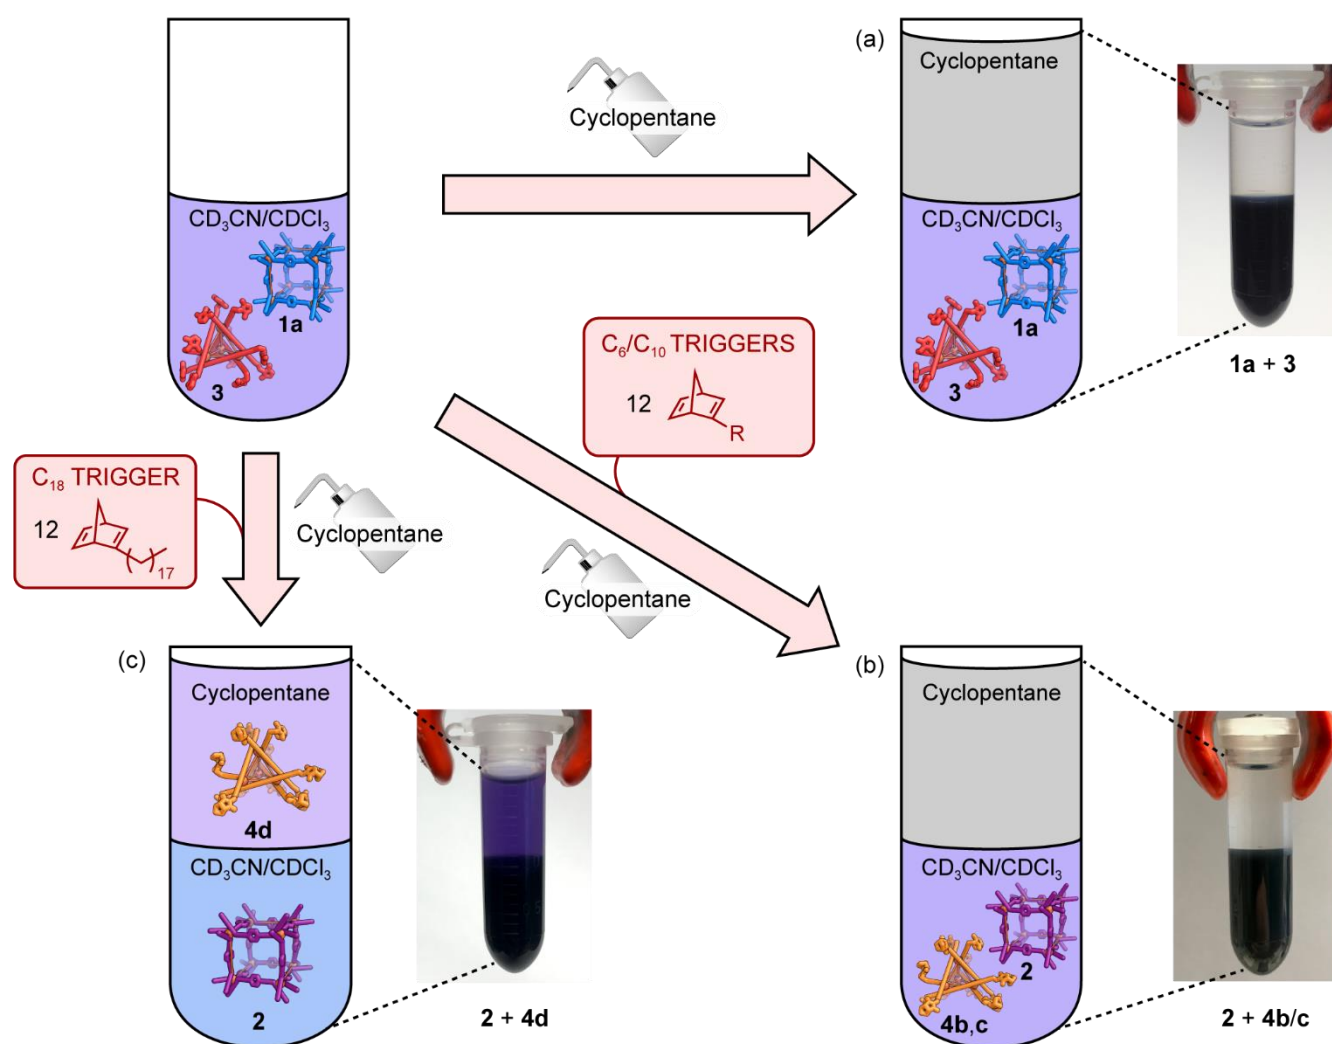 (a)
Cyclopentane
Cyclopentane
CD₃CN/CDCl₃
CD₃CN/CDCl₃
1a
1a
3
3
1a + 3
C₆/C₁₀ TRIGGERS
12
R
C₁₈ TRIGGER
12
17
Cyclopentane
Cyclopentane
(c)
(b)
Cyclopentane
Cyclopentane
4d
CD₃CN/CDCl₃
CD₃CN/CDCl₃
2
2
4b,c
2 + 4d
2 + 4b/c